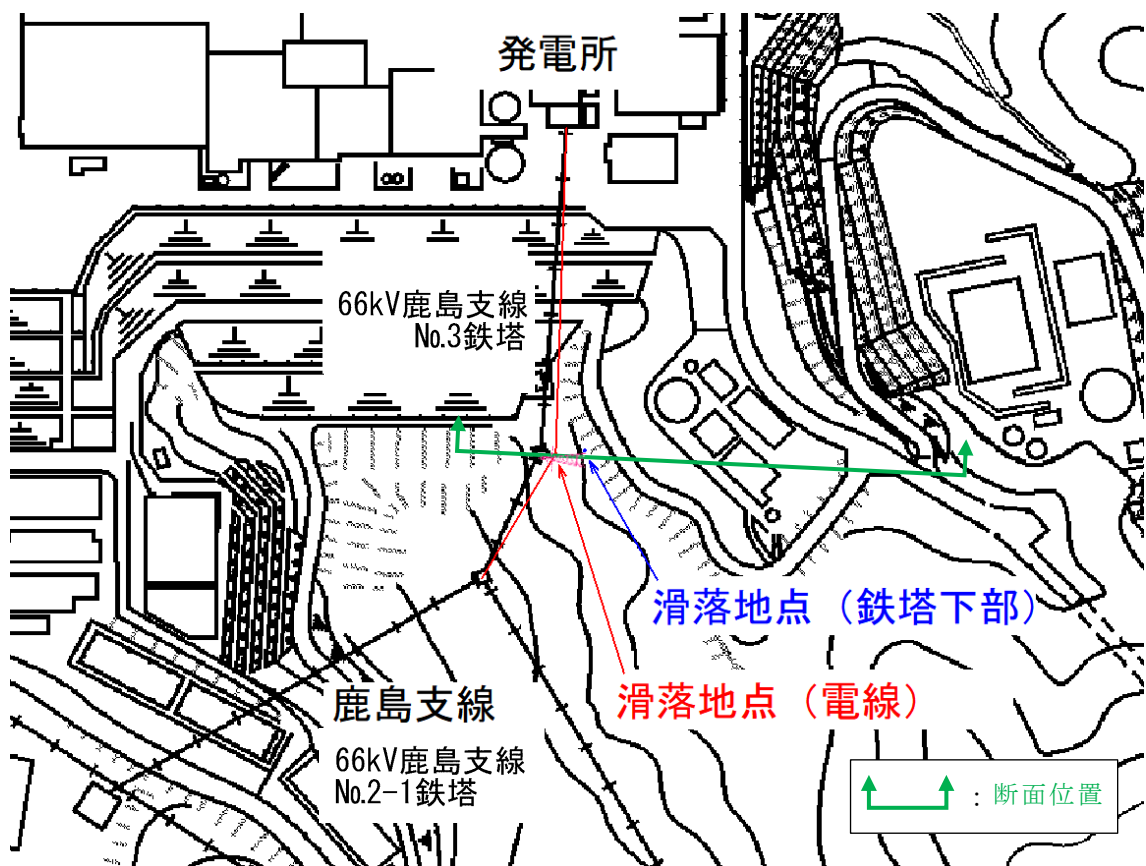 発電所
66kV鹿島支線
No.3鉄塔
滑落地点（鉄塔下部）
滑落地点（電線）
鹿島支線
66kV鹿島支線
No.2-1鉄塔
：断面位置